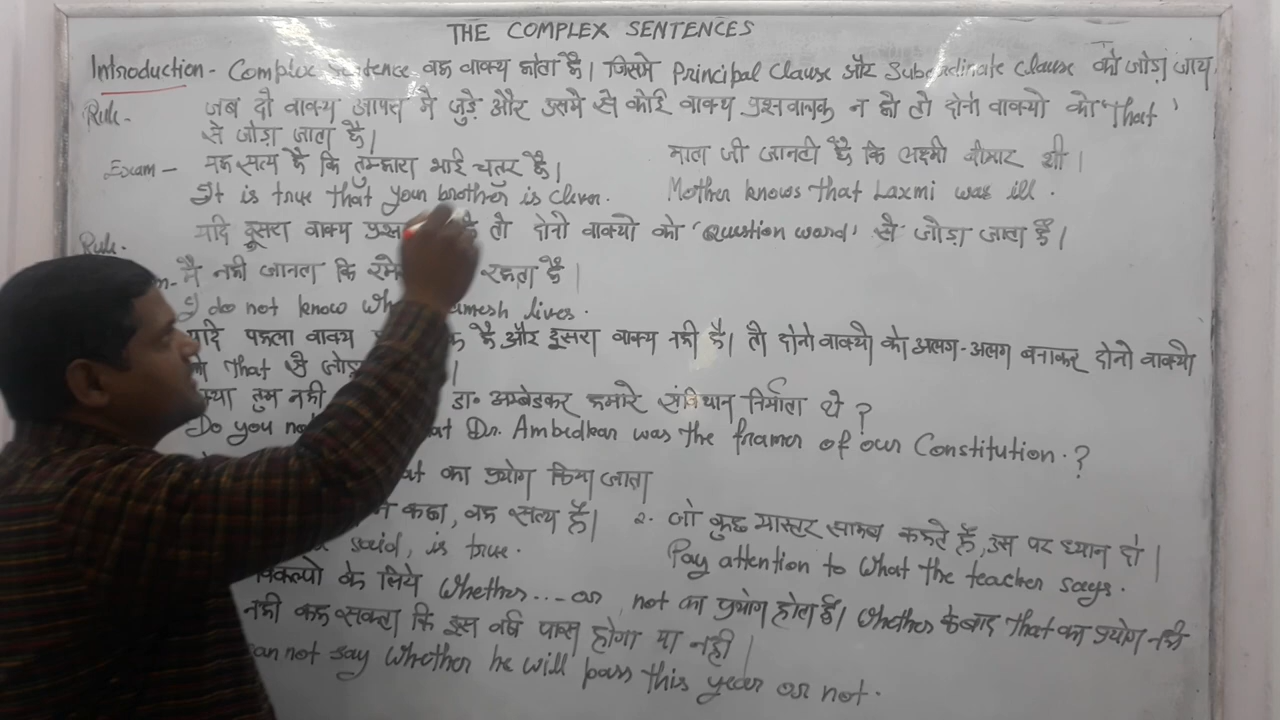 THE COMPLEX SENTENCES
Introduction - Complex sentence वह वाक्य होता है। जिसमे Principal Clause और Subordinate Clause को जोड़ा जाय
Rule- जब दो वाक्य आपस मे जुड़े और उसमे से कोई वाक्य प्रश्नवाचक न हो तो दोनो वाक्यो को 'that'
से जोड़ा जाता है।
Exam - यह सत्य है कि तुम्हारा भाई चतुर है। माता जी जानती है कि लक्ष्मी बीमार थी।
It is true that your brother is clever. Mother knows that Laxmi was ill.
Rule- यदि दूसरा वाक्य है तो दोनो वाक्यो को 'Question word' से जोड़ा जाता है।
मै नही जानता कि रहता है।
I do not know lives.
यदि पहला वाक्य है और दूसरा वाक्य नही है। तो दोनो वाक्यो को अलग-अलग बनाकर दोनो वाक्यो
that से
क्या तुम नही डा० अम्बेडकर हमारे संविधान निर्माता थे?
Do you Dr. Ambedkar was the framer of our Constitution.?
का प्रयोग किया जाता
कहा, वह सत्य है। 2. जो कुछ मास्टर साहब कहते है, उस पर ध्यान दो।
said, is true. Pay attention to what the teacher says.
विकल्पो के लिये Whether...or not का प्रयोग होता है। Whether के बाद that का प्रयोग नही
नही कह सकता कि इस वर्ष पास होगा या नही।
not say whether he will pass this year or not.